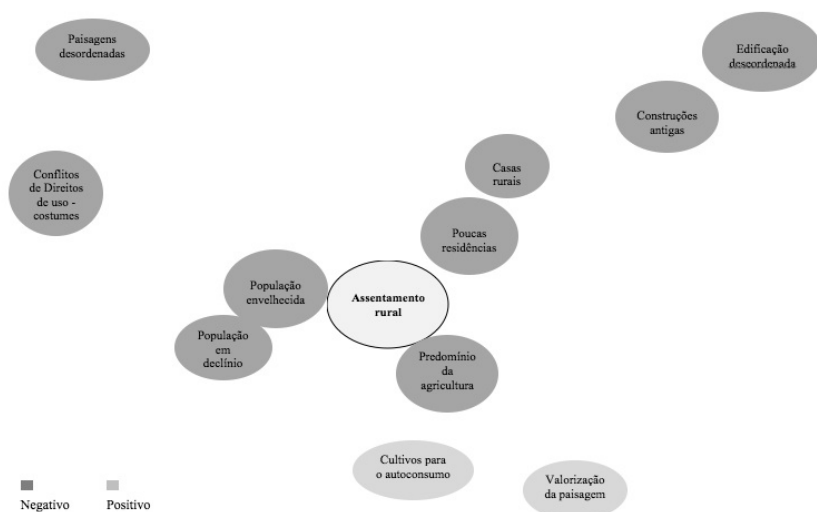 Paisagens
desordenadas
Edificação
deseordenada
Construções
antigas
Casas
rurais
Conflitos
de Direitos
de uso -
costumes
Poucas
residências
População
envelhecida
Assentamento
rural
População
em
declínio
Predomínio
da
agricultura
Cultivos para
o autoconsumo
Valorização
da paisagem
Negativo
Positivo